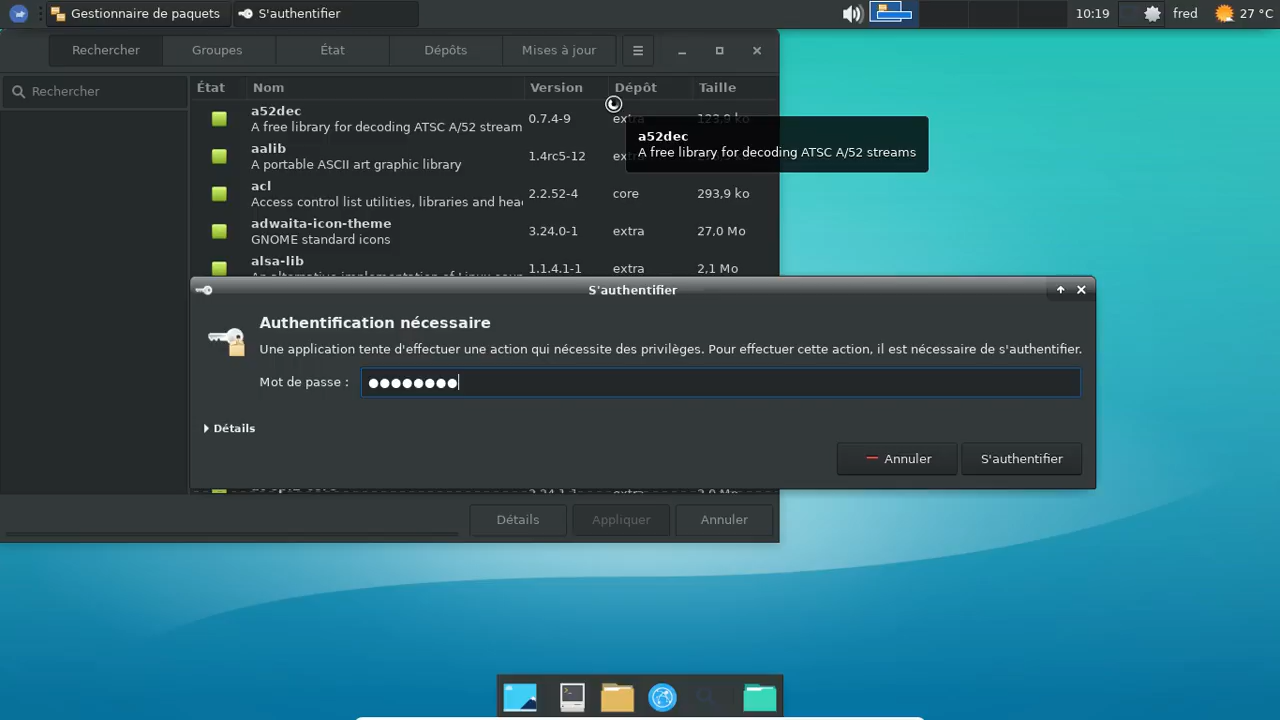 Gestionnaire de paquets
S'authentifier
10:19
fred
27 °C
Rechercher
Groupes
État
Dépôts
Mises à jour
Rechercher
État
Nom
Version
Dépôt
Taille
a52dec
A free library for decoding ATSC A/52 stream
0.7.4-9
extra
123,9 ko
a52dec
A free library for decoding ATSC A/52 streams
aalib
A portable ASCII art graphic library
1.4rc5-12
acl
Access control list utilities, libraries and hea
2.2.52-4
core
293,9 ko
adwaita-icon-theme
GNOME standard icons
3.24.0-1
extra
27,0 Mo
alsa-lib
1.1.4.1-1
extra
2,1 Mo
S'authentifier
Authentification nécessaire
Une application tente d'effectuer une action qui nécessite des privilèges. Pour effectuer cette action, il est nécessaire de s'authentifier.
Mot de passe :
Détails
Annuler
S'authentifier
Détails
Appliquer
Annuler